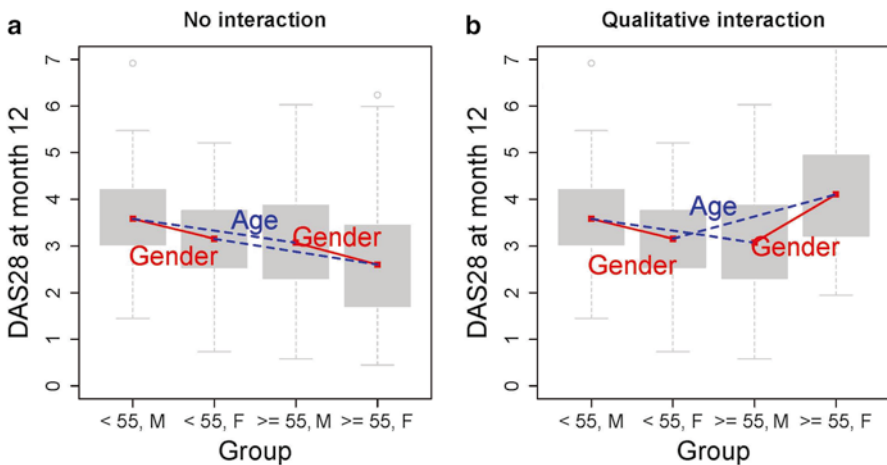 a
No interaction
DAS28 at month 12
7
6
5
4
3
2
1
0
Age
Gender
Gender
< 55, M
< 55, F
>= 55, M
>= 55, F
Group
b
Qualitative interaction
DAS28 at month 12
7
6
5
4
3
2
1
0
Age
Gender
Gender
< 55, M
< 55, F
>= 55, M
>= 55, F
Group